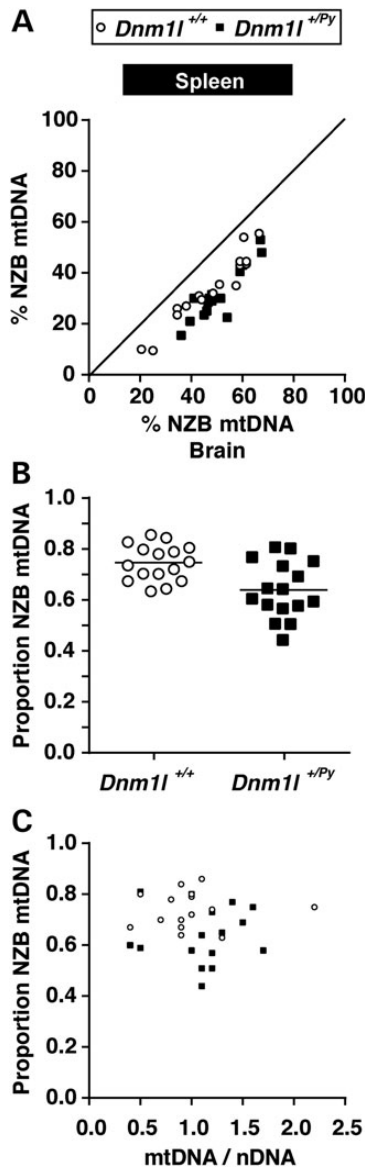 A
Dnm1l +/+ Dnm1l +/Py
Spleen
% NZB mtDNA
100
80
60
40
20
0
0 20 40 60 80 100
% NZB mtDNA
Brain
B
Proportion NZB mtDNA
1.0
0.8
0.6
0.4
0.2
0.0
Dnm1l +/+ Dnm1l +/Py
C
Proportion NZB mtDNA
1.0
0.8
0.6
0.4
0.2
0.0
0.0 0.5 1.0 1.5 2.0 2.5
mtDNA / nDNA